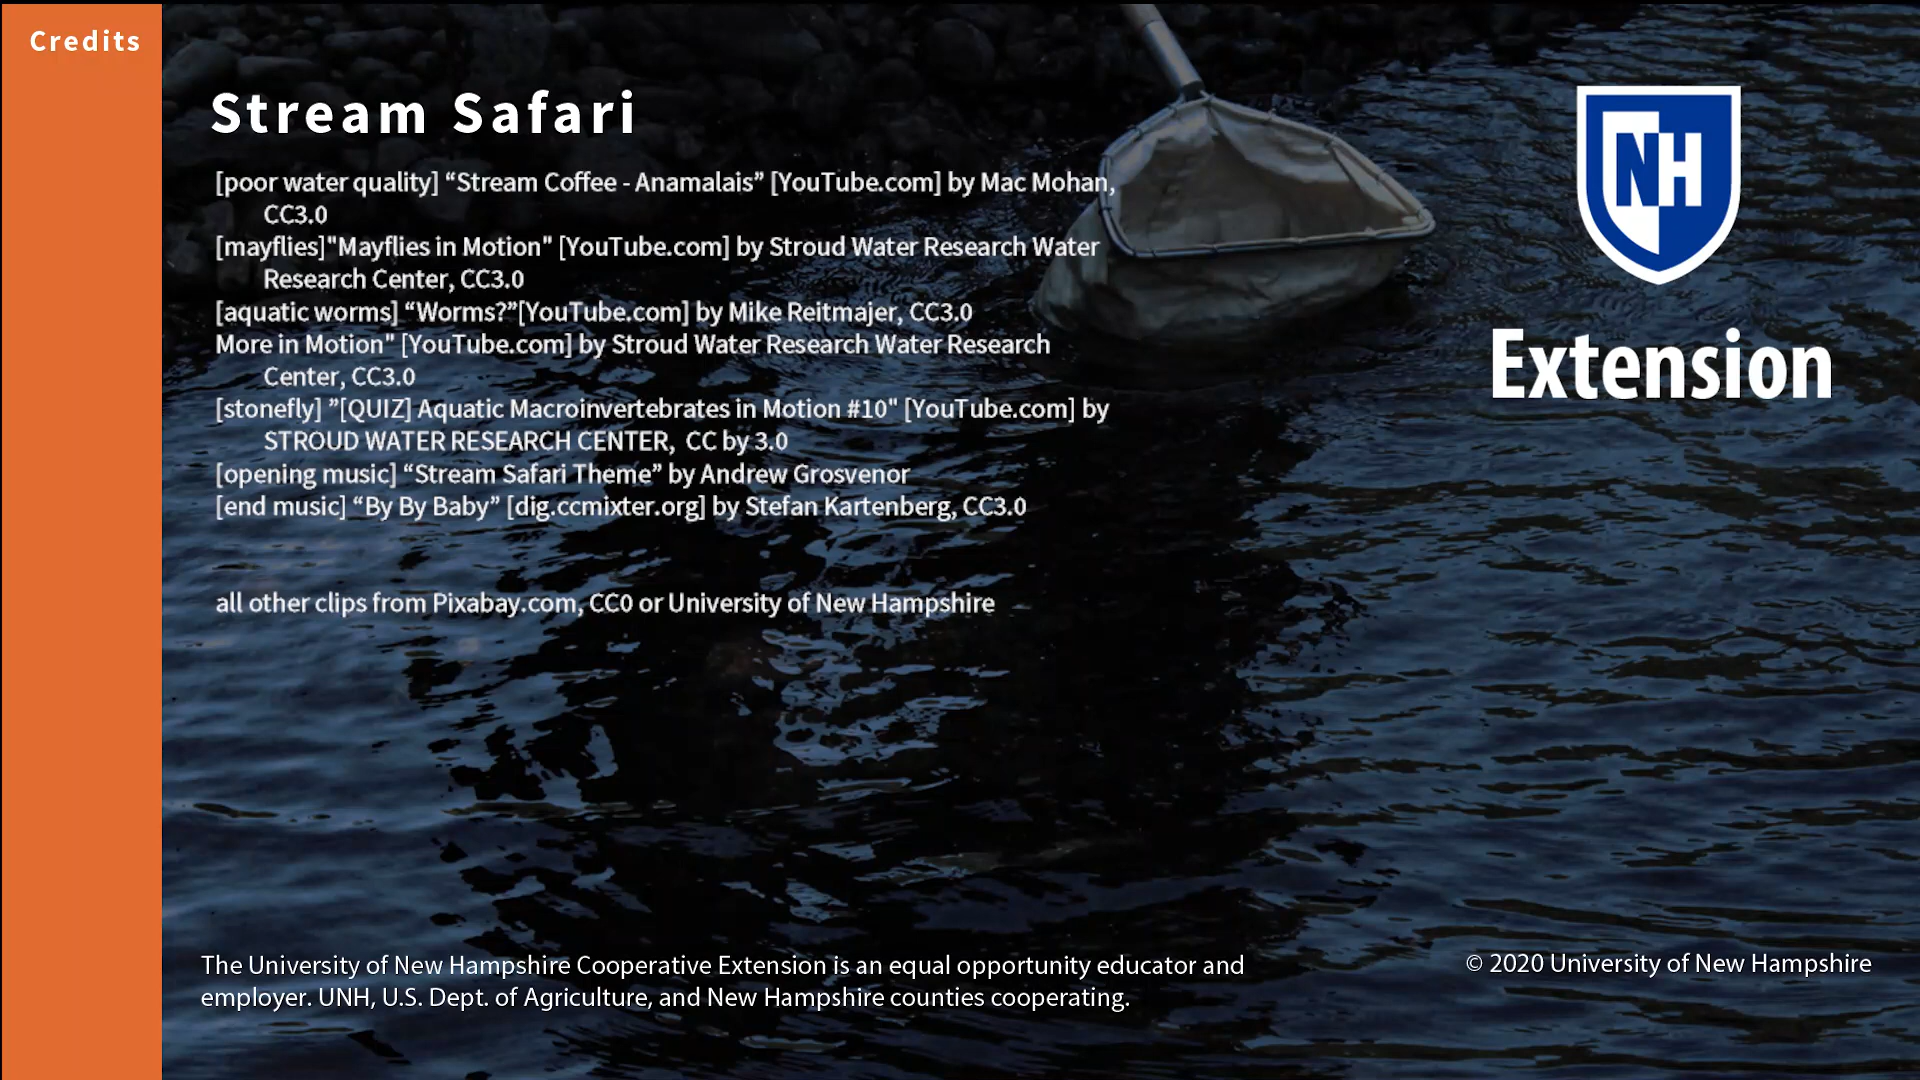 Credits
Stream Safari
[poor water quality] “Stream Coffee - Anamalais” [YouTube.com] by Mac Mohan,
CC3.0
[mayflies]"Mayflies in Motion" [YouTube.com] by Stroud Water Research Water
Research Center, CC3.0
[aquatic worms] “Worms?”[YouTube.com] by Mike Reitmajer, CC3.0
More in Motion" [YouTube.com] by Stroud Water Research Water Research
Center, CC3.0
[stonefly] ”[QUIZ] Aquatic Macroinvertebrates in Motion #10" [YouTube.com] by
STROUD WATER RESEARCH CENTER,  CC by 3.0
[opening music] “Stream Safari Theme” by Andrew Grosvenor
[end music] “By By Baby” [dig.ccmixter.org] by Stefan Kartenberg, CC3.0
all other clips from Pixabay.com, CC0 or University of New Hampshire
NH
Extension
The University of New Hampshire Cooperative Extension is an equal opportunity educator and
employer. UNH, U.S. Dept. of Agriculture, and New Hampshire counties cooperating.
© 2020 University of New Hampshire